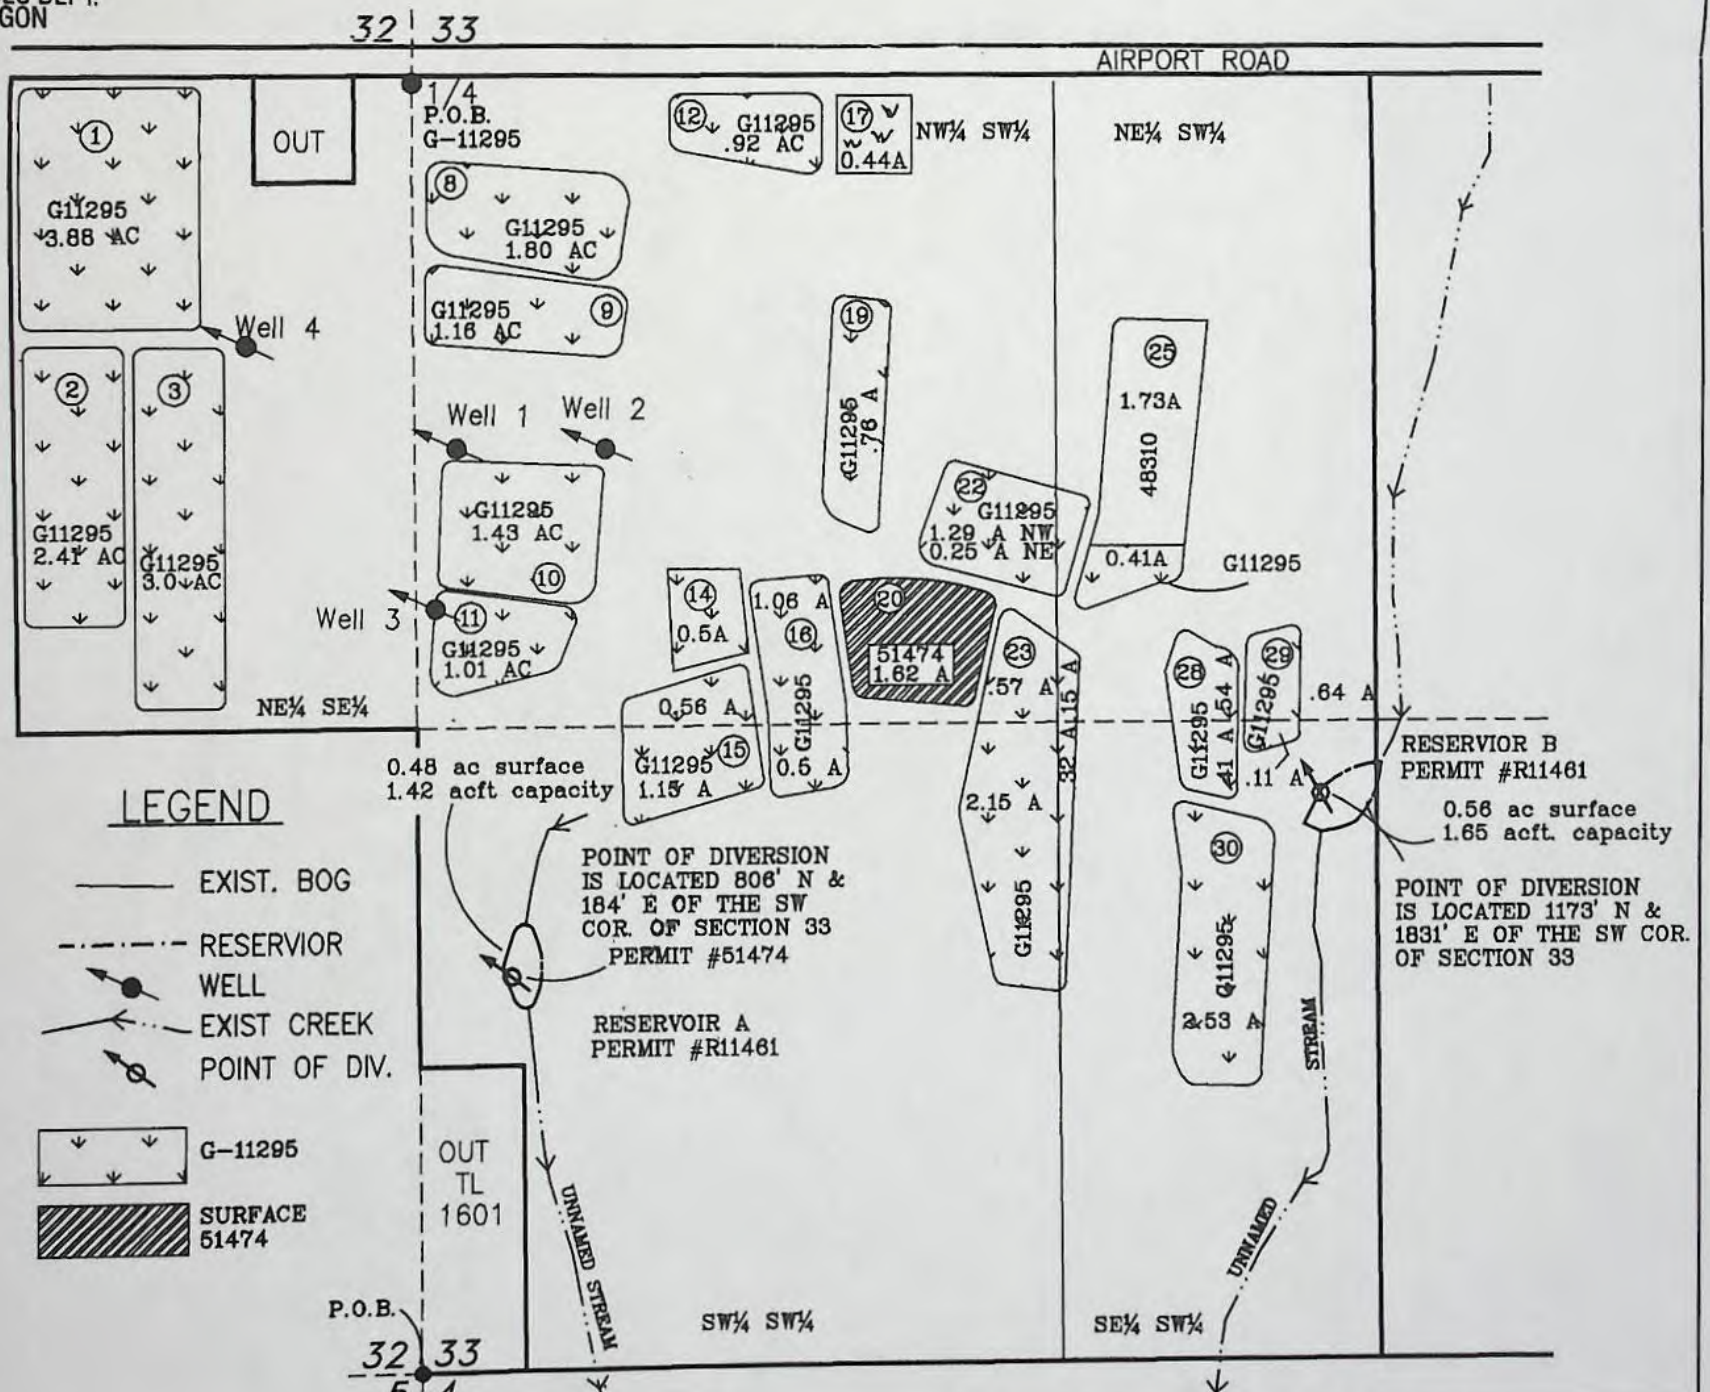 GON
32 33
AIRPORT ROAD
1/4
P.O.B.
G-11295
OUT
1
G11295
3.88 AC
8
G11295
1.80 AC
12
G11295
.92 AC
17
0.44A
NW¼ SW¼
NE¼ SW¼
Well 4
G11295
1.16 AC
9
2
G11295
2.41 AC
3
G11295
3.0 AC
Well 1
Well 2
G11295
1.43 AC
10
Well 3
11
G11295
1.01 AC
NE¼ SE¼
19
G11295
.76 A
25
1.73A
48310
0.41A
G11295
22
G11295
1.29 A NW
0.25 A NE
14
0.5A
1.06 A
16
G11295
0.5 A
20
51474
1.62 A
23
.57 A
.15 A
.32 A
2.15 A
G11295
0.56 A
15
G11295
1.15 A
28
.54 A
G11295
.41 A
29
G11295
.64 A
.11 A
30
G11295
2.53 A
RESERVIOR B
PERMIT #R11461
0.56 ac surface
1.65 acft. capacity
POINT OF DIVERSION
IS LOCATED 1173' N &
1831' E OF THE SW COR.
OF SECTION 33
0.48 ac surface
1.42 acft capacity
POINT OF DIVERSION
IS LOCATED 806' N &
184' E OF THE SW
COR. OF SECTION 33
PERMIT #51474
RESERVOIR A
PERMIT #R11461
LEGEND
EXIST. BOG
RESERVIOR
WELL
EXIST CREEK
POINT OF DIV.
G-11295
SURFACE
51474
OUT
TL
1601
UNNAMED STREAM
STREAM
UNNAMED
SW¼ SW¼
SE¼ SW¼
P.O.B.
32 33
5 4